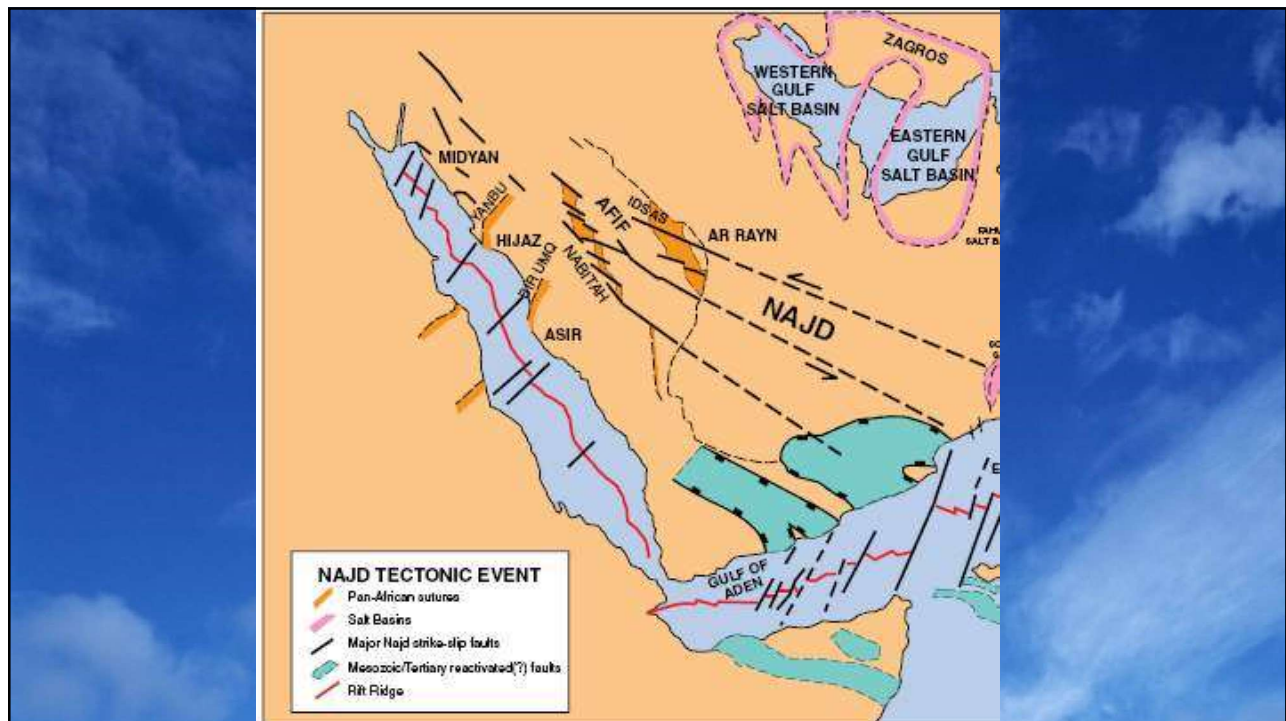 ZAGROS
WESTERN
GULF
SALT BASIN
EASTERN
GULF
SALT BASIN
MIDYAN
YANBU
HIJAZ
BIR UMQ
ASIR
AFIF
NABITAH
IDSAS
AR RAYN
NAJD
SALT B
GULF OF
ADEN
E
NAJD TECTONIC EVENT
Pan-African sutures
Salt Basins
Major Najd strike-slip faults
Mesozoic/Tertiary reactivated(?) faults
Rift Ridge